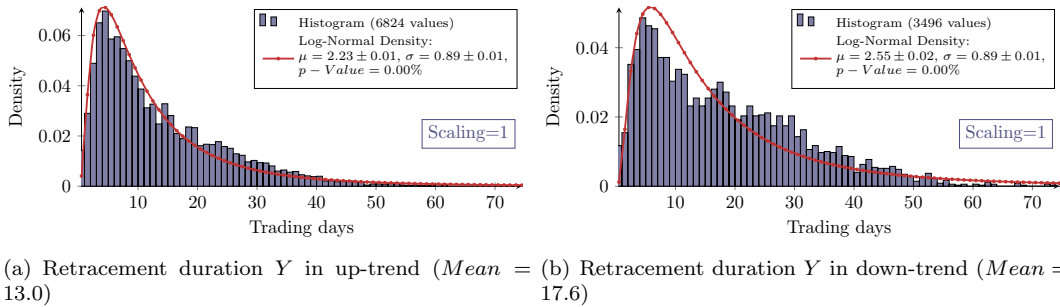 Histogram (6824 values)
Log-Normal Density:
μ = 2.23 ± 0.01, σ = 0.89 ± 0.01,
p − Value = 0.00%
Scaling=1
Density
0.06
0.04
0.02
0
10 20 30 40 50 60 70
Trading days
(a) Retracement duration Y in up-trend (Mean =
13.0)
Histogram (3496 values)
Log-Normal Density:
μ = 2.55 ± 0.02, σ = 0.89 ± 0.01,
p − Value = 0.00%
Scaling=1
Density
0.04
0.02
0
10 20 30 40 50 60 70
Trading days
(b) Retracement duration Y in down-trend (Mean =
17.6)